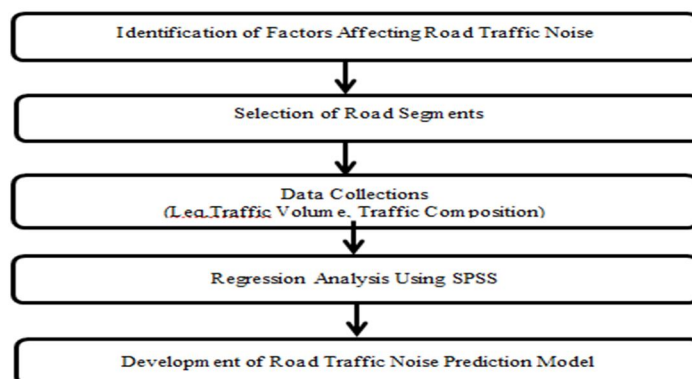 Identification of Factors Affecting Road Traffic Noise
Selection of Road Segments
Data Collections
(Leq,Traffic Volume, Traffic Composition)
Regression Analysis Using SPSS
Development of Road Traffic Noise Prediction Model